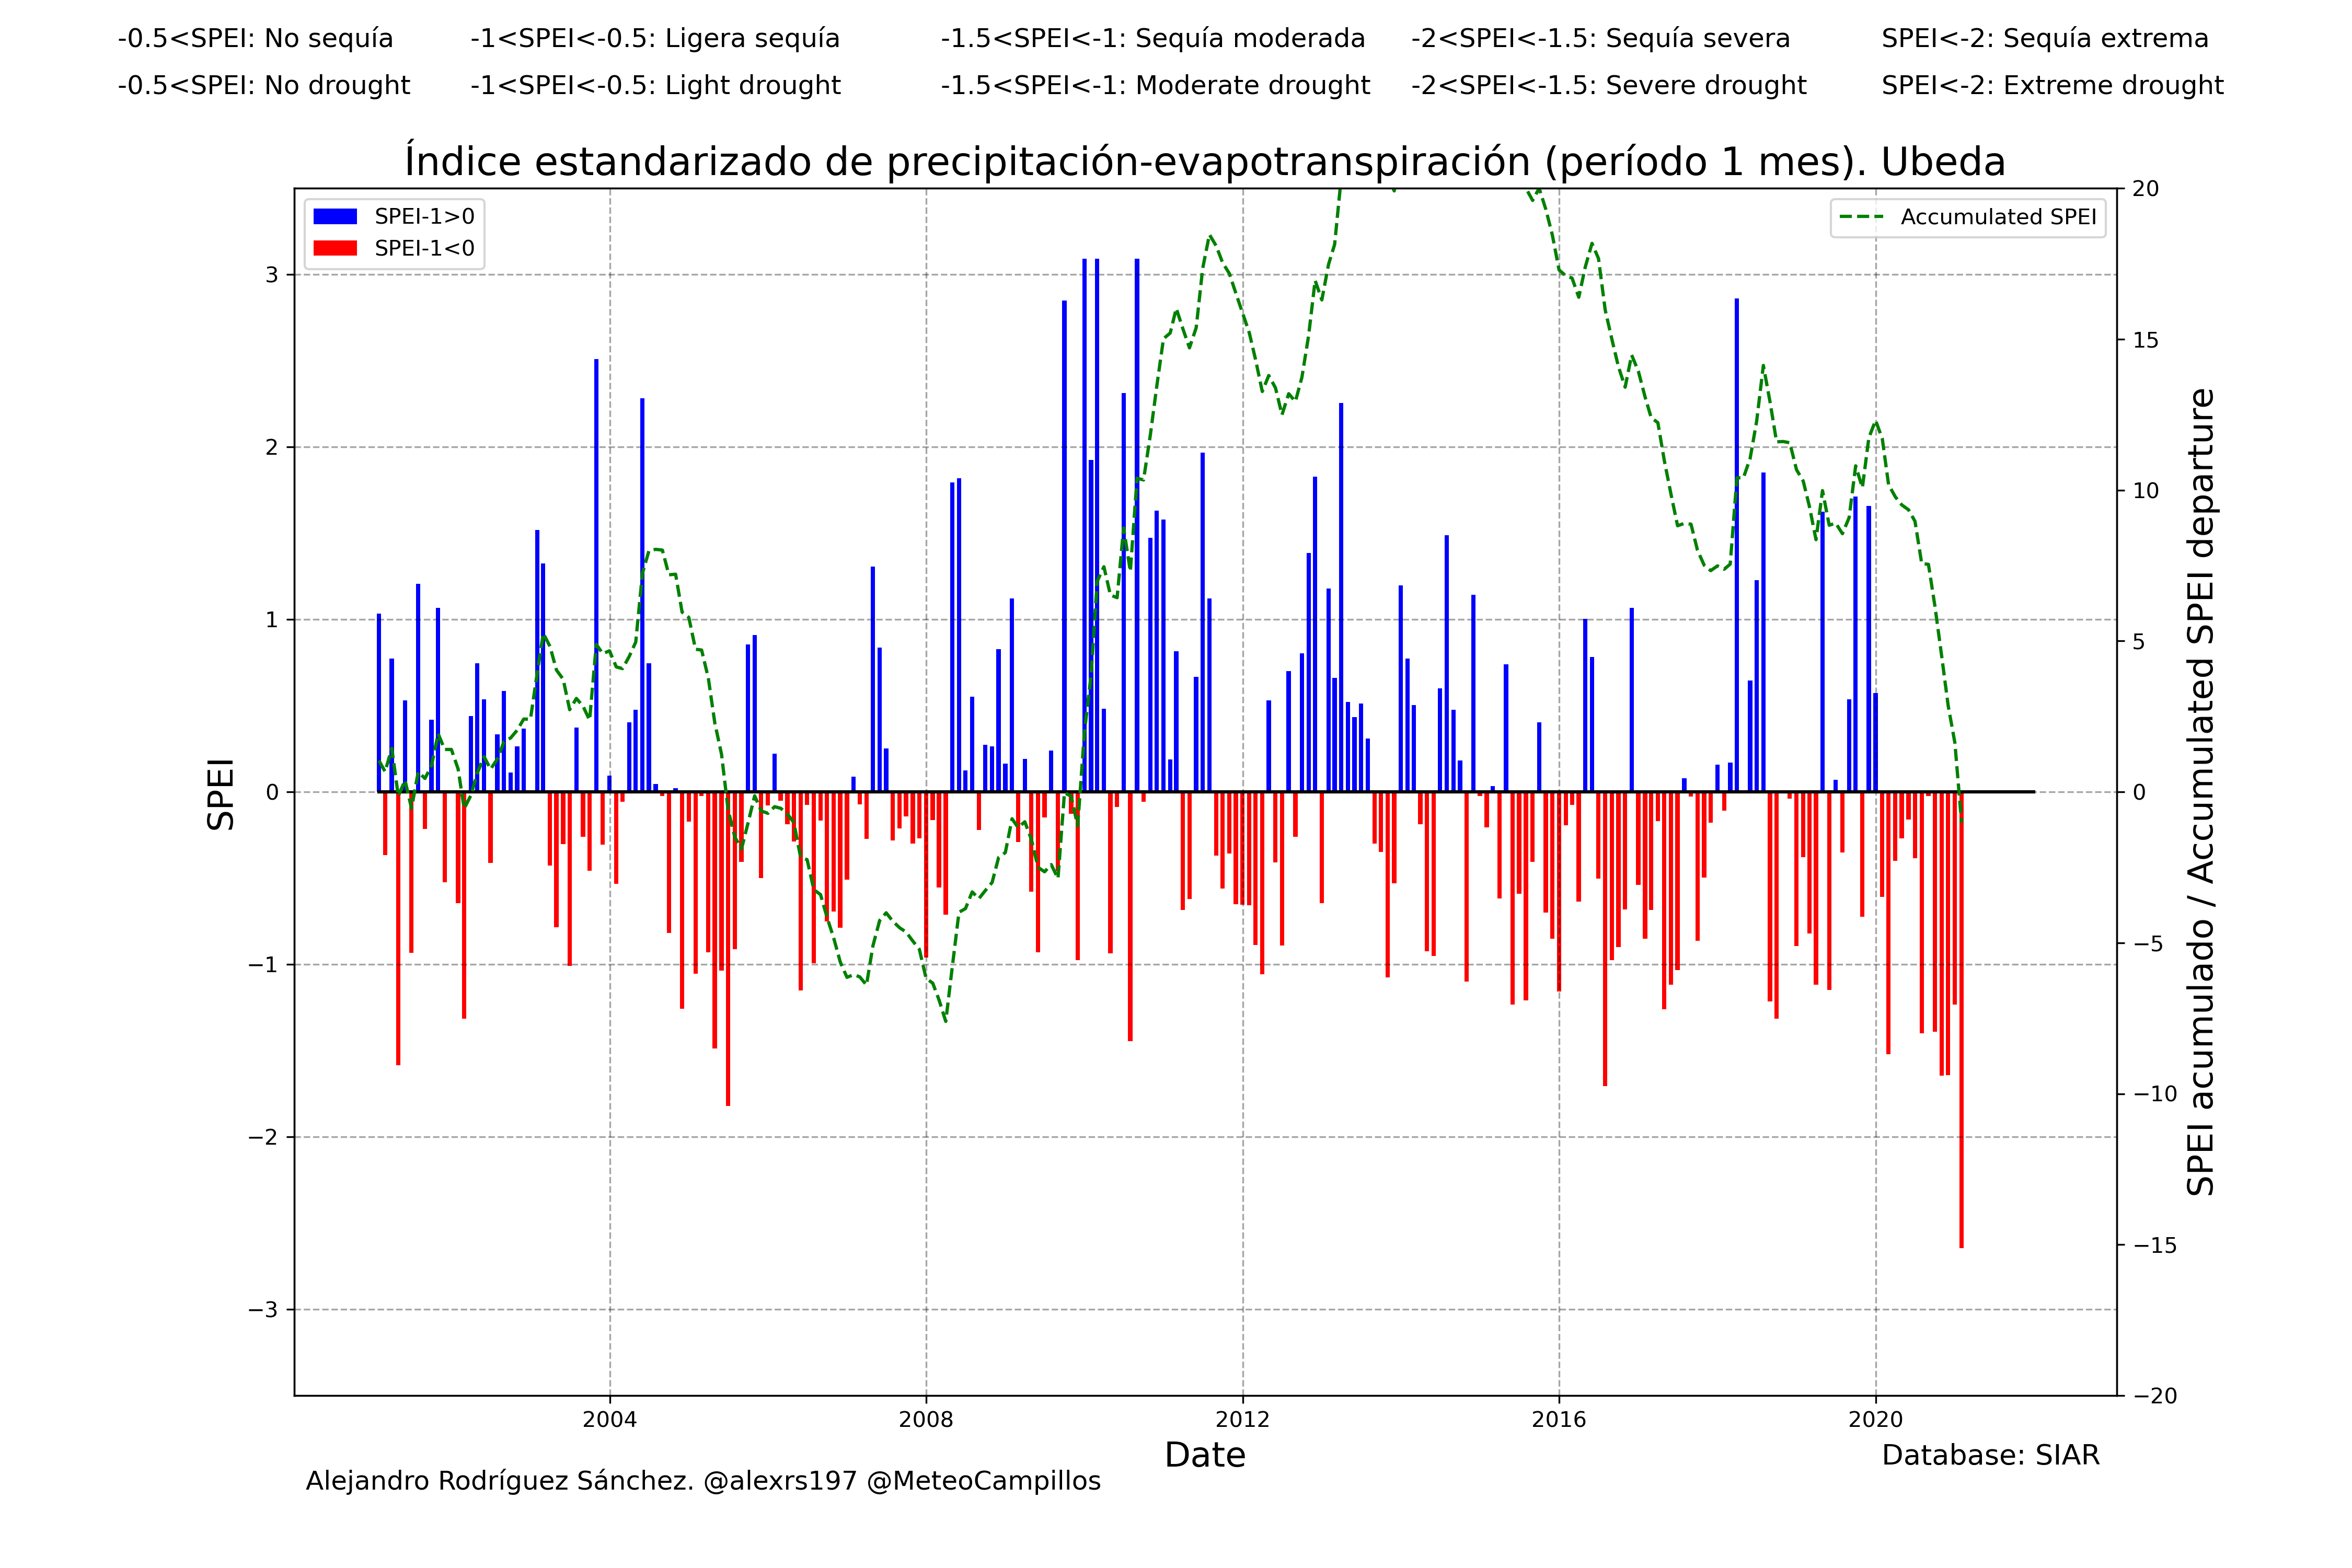 -0.5<SPEI: No sequía -1<SPEI<-0.5: Ligera sequía -1.5<SPEI<-1: Sequía moderada -2<SPEI<-1.5: Sequía severa SPEI<-2: Sequía extrema
-0.5<SPEI: No drought -1<SPEI<-0.5: Light drought -1.5<SPEI<-1: Moderate drought -2<SPEI<-1.5: Severe drought SPEI<-2: Extreme drought
Índice estandarizado de precipitación-evapotranspiración (período 1 mes). Ubeda
SPEI-1>0
SPEI-1<0
Accumulated SPEI
SPEI
3
2
1
0
−1
−2
−3
20
15
10
5
0
−5
−10
−15
−20
SPEI acumulado / Accumulated SPEI departure
2004 2008 2012 2016 2020
Date
Database: SIAR
Alejandro Rodríguez Sánchez. @alexrs197 @MeteoCampillos